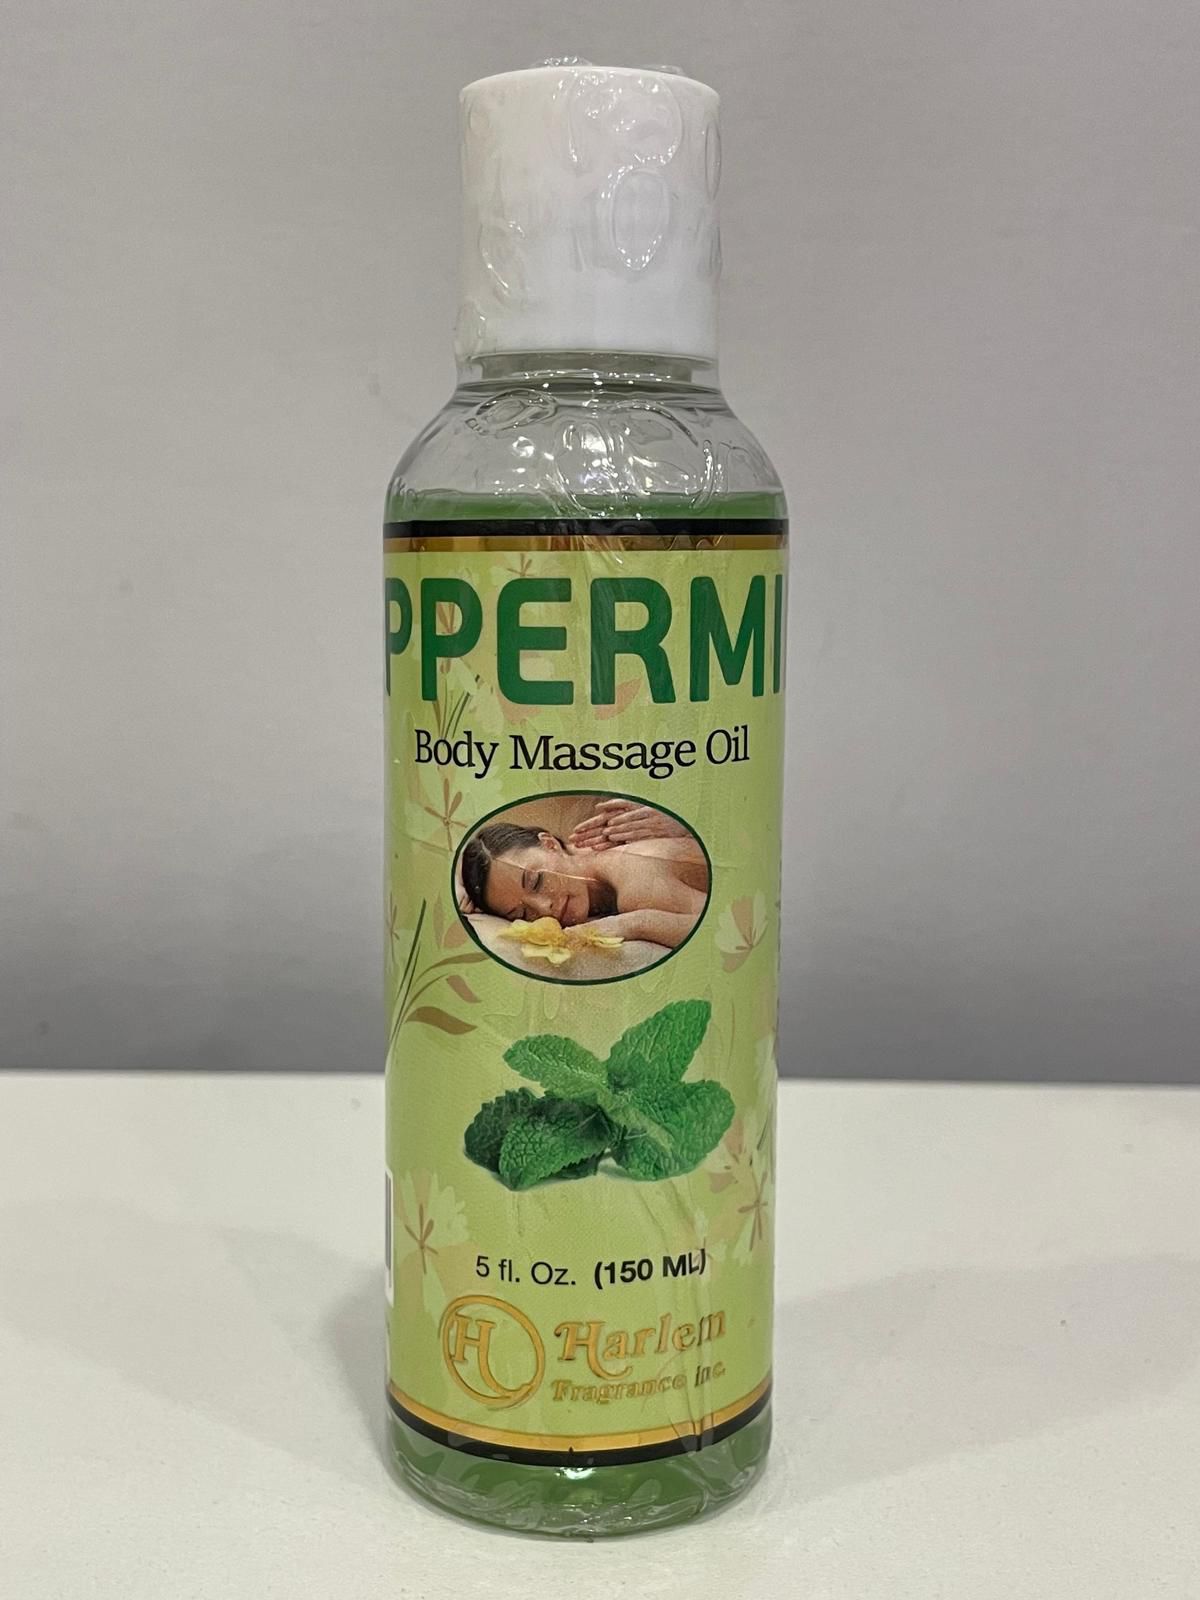 PPERMI
Body Massage Oil
5 fl. Oz. (150 ML)
H Harlem
Fragrance inc.